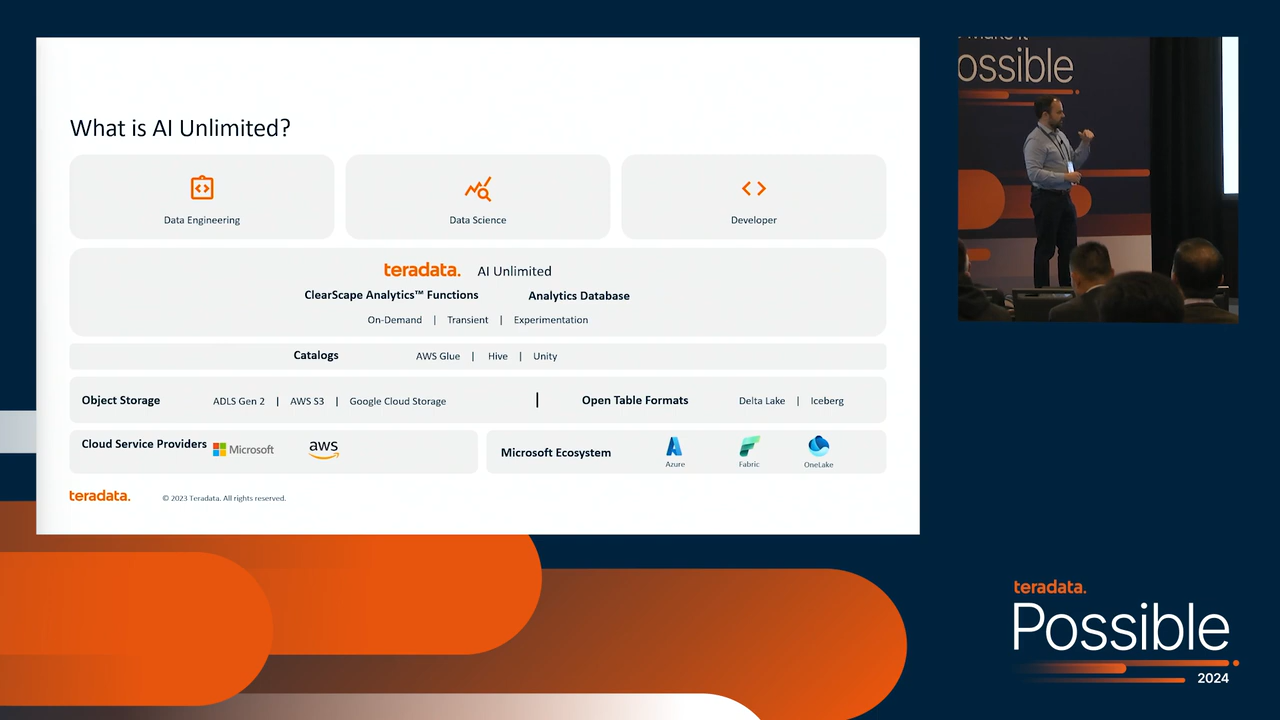 What is AI Unlimited?
Data Engineering
Data Science
Developer
teradata. AI Unlimited
ClearScape Analytics™ Functions Analytics Database
On-Demand | Transient | Experimentation
Catalogs AWS Glue | Hive | Unity
Object Storage ADLS Gen 2 | AWS S3 | Google Cloud Storage | Open Table Formats Delta Lake | Iceberg
Cloud Service Providers Microsoft aws
Microsoft Ecosystem Azure Fabric OneLake
teradata. © 2023 Teradata. All rights reserved.
make it
ossible
teradata.
Possible
2024